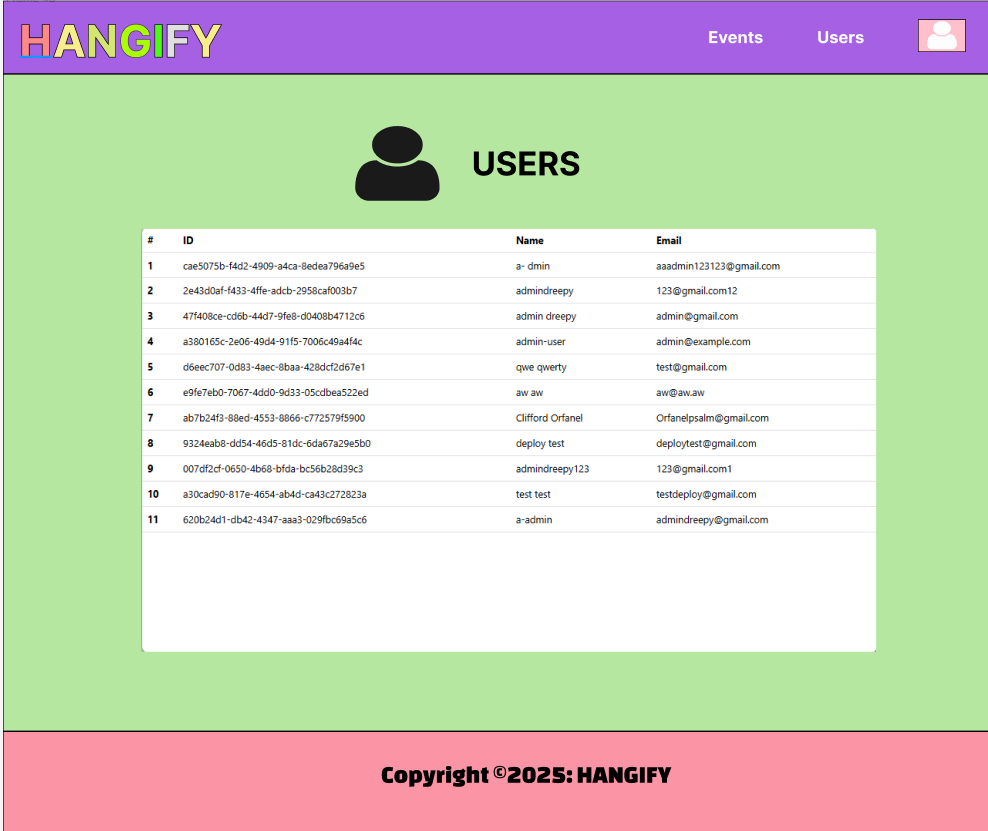 HANGIFY Events Users
USERS
# ID Name Email
1 cae5075b-f4d2-4909-a4ca-8edea796a9e5 a- dmin aaadmin123123@gmail.com
2 2e43d0af-f433-4ffe-adcb-2958caf003b7 admindreepy 123@gmail.com12
3 47f408ce-cd6b-44d7-9fe8-d0408b4712c6 admin dreepy admin@gmail.com
4 a380165c-2e06-49d4-91f5-7006c49a4f4c admin-user admin@example.com
5 d6eec707-0d83-4aec-8baa-428dcf2d67e1 qwe qwerty test@gmail.com
6 e9fe7eb0-7067-4dd0-9d33-05cdbea522ed aw aw aw@aw.aw
7 ab7b24f3-88ed-4553-8866-c772579f5900 Clifford Orfanel Orfanelpsalm@gmail.com
8 9324eab8-dd54-46d5-81dc-6da67a29e5b0 deploy test deploytest@gmail.com
9 007df2cf-0650-4b68-bfda-bc56b28d39c3 admindreepy123 123@gmail.com1
10 a30cad90-817e-4654-ab4d-ca43c272823a test test testdeploy@gmail.com
11 620b24d1-db42-4347-aaa3-029fbc69a5c6 a-admin admindreepy@gmail.com
Copyright ©2025: HANGIFY